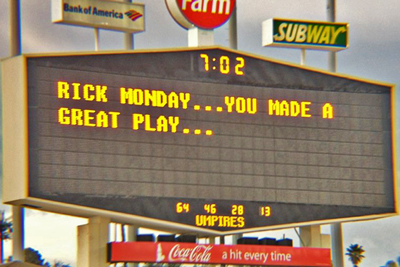 Bank of America
Farm
SUBWAY
7:02
RICK MONDAY...YOU MADE A
GREAT PLAY...
64 46 28 13
UMPIRES
Coca-Cola a hit every time